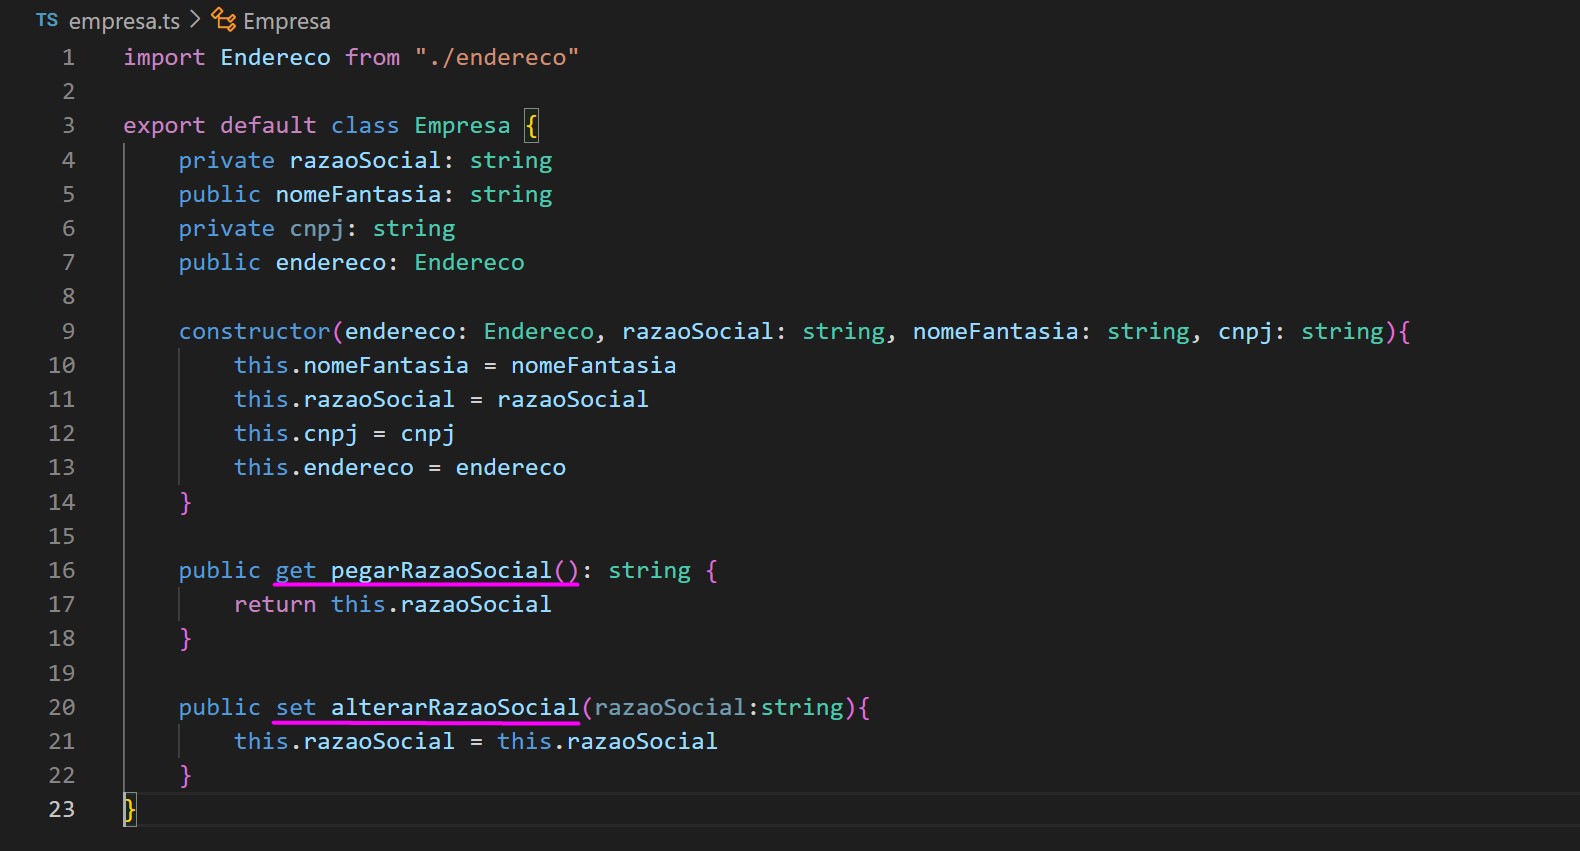 TS empresa.ts > Empresa
1 import Endereco from "./endereco"
2
3 export default class Empresa {
4     private razaoSocial: string
5     public nomeFantasia: string
6     private cnpj: string
7     public endereco: Endereco
8
9     constructor(endereco: Endereco, razaoSocial: string, nomeFantasia: string, cnpj: string){
10         this.nomeFantasia = nomeFantasia
11         this.razaoSocial = razaoSocial
12         this.cnpj = cnpj
13         this.endereco = endereco
14     }
15
16     public get pegarRazaoSocial(): string {
17         return this.razaoSocial
18     }
19
20     public set alterarRazaoSocial(razaoSocial:string){
21         this.razaoSocial = this.razaoSocial
22     }
23 }